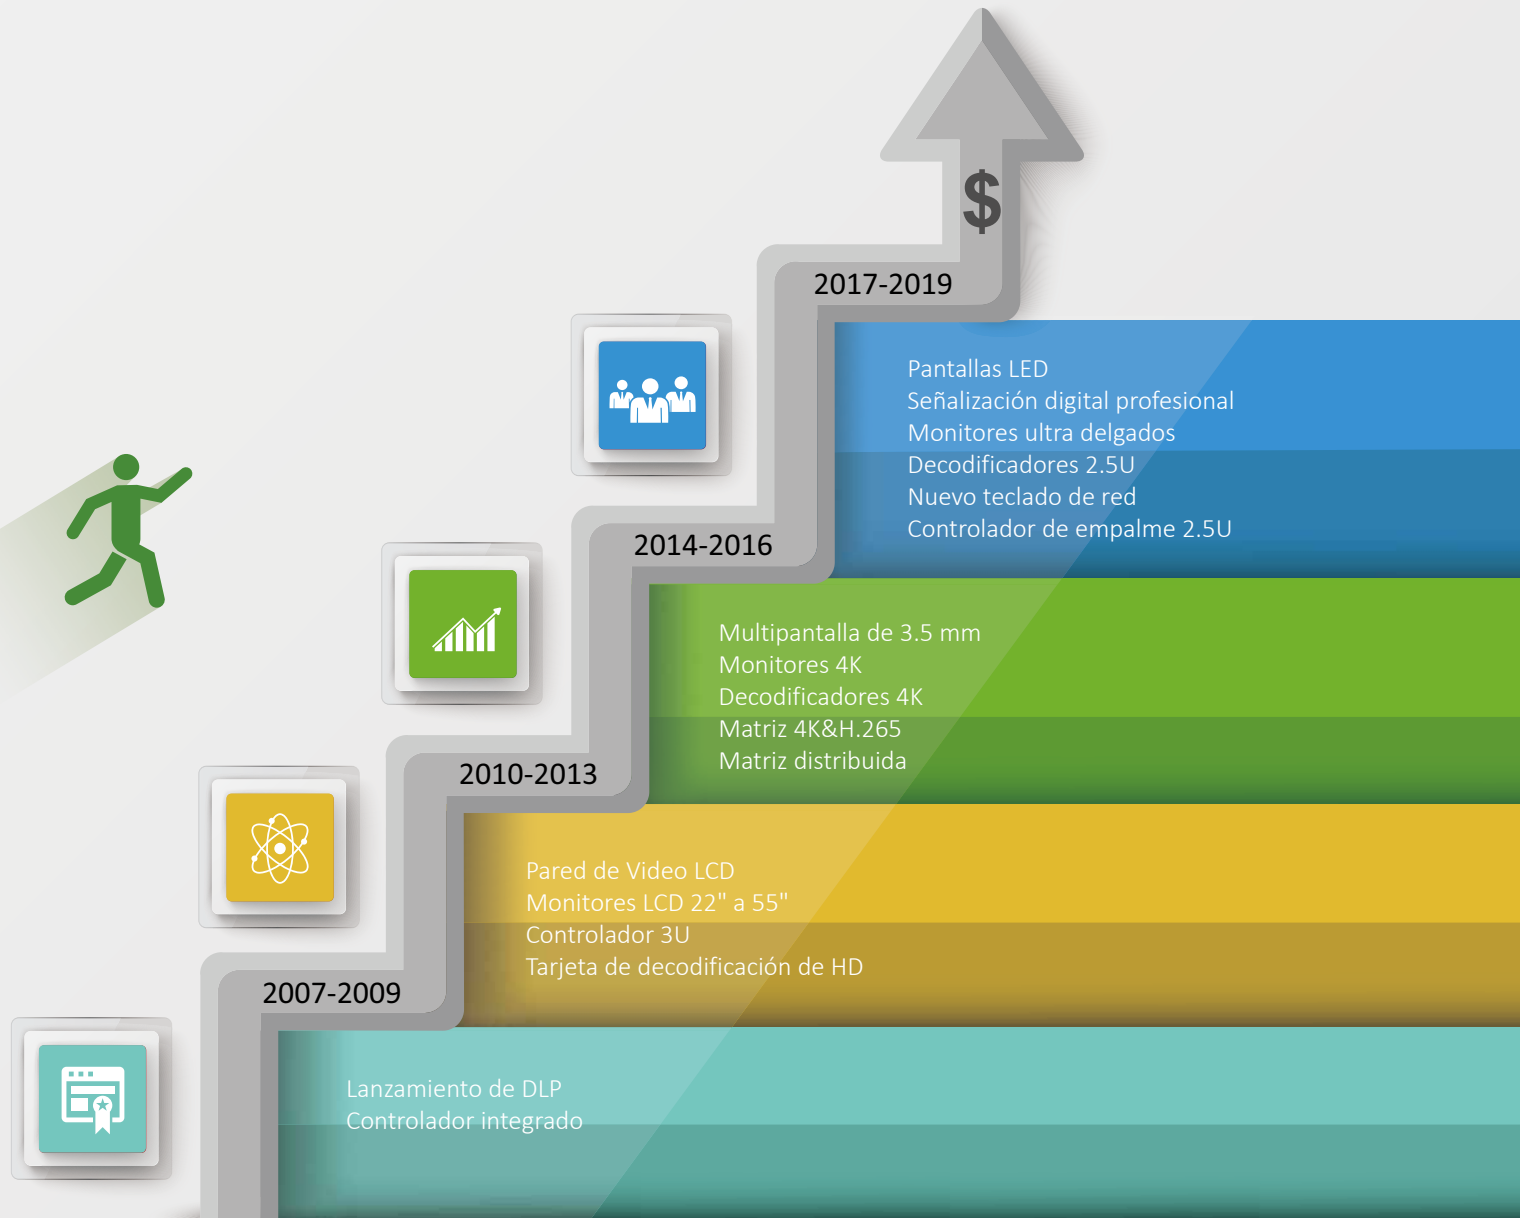 $
2017-2019
Pantallas LED
Señalización digital profesional
Monitores ultra delgados
Decodificadores 2.5U
Nuevo teclado de red
Controlador de empalme 2.5U
2014-2016
Multipantalla de 3.5 mm
Monitores 4K
Decodificadores 4K
Matriz 4K&H.265
Matriz distribuida
2010-2013
Pared de Video LCD
Monitores LCD 22" a 55"
Controlador 3U
Tarjeta de decodificación de HD
2007-2009
Lanzamiento de DLP
Controlador integrado